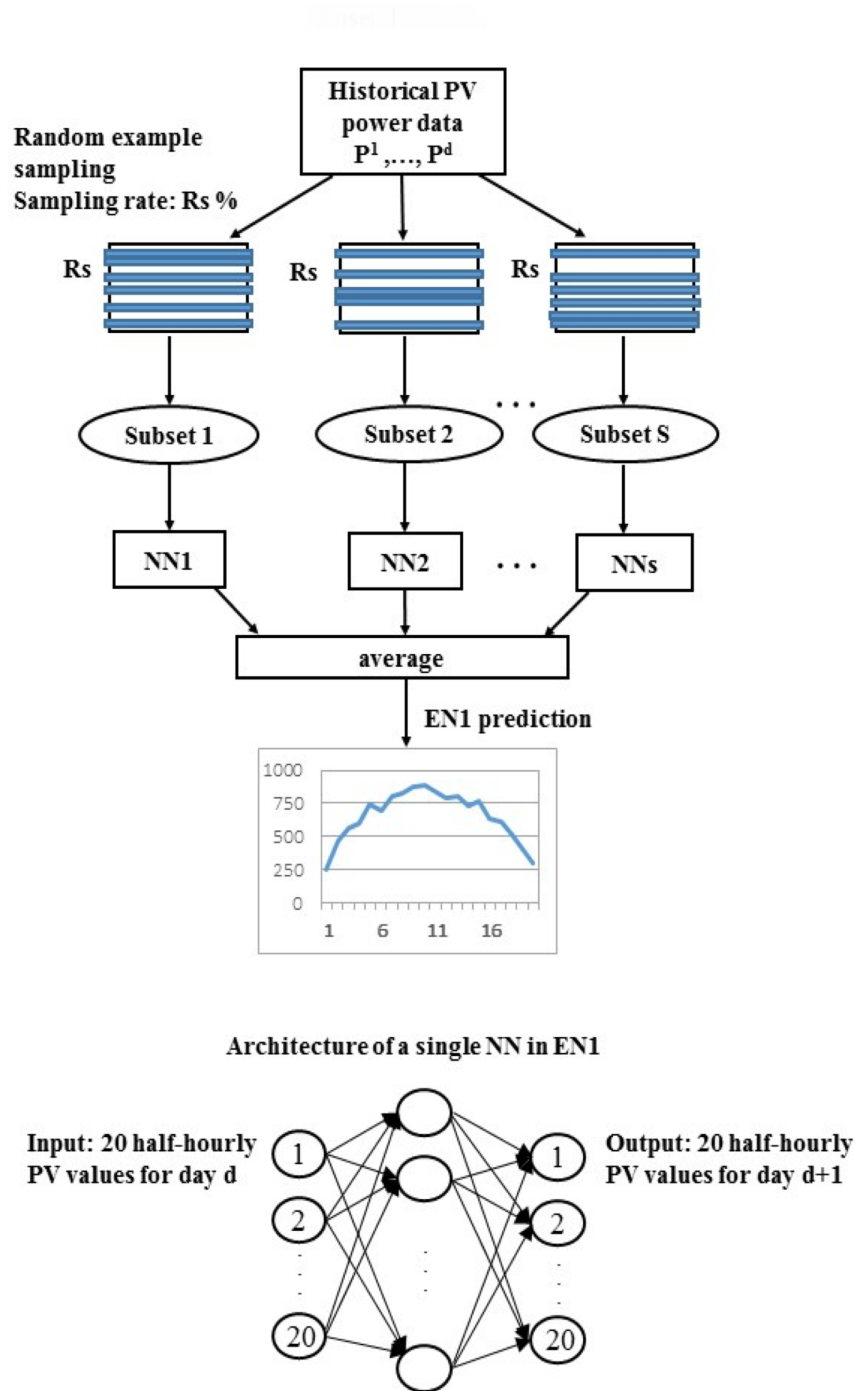 Historical PV
power data
P¹ ,..., Pᵈ
Random example
sampling
Sampling rate: Rs %
Rs
Rs
Rs
. . .
Subset 1
Subset 2
Subset S
NN1
NN2
. . .
NNs
average
EN1 prediction
1000
750
500
250
0
1
6
11
16
Architecture of a single NN in EN1
Input: 20 half-hourly
PV values for day d
Output: 20 half-hourly
PV values for day d+1
1
2
20
1
2
20